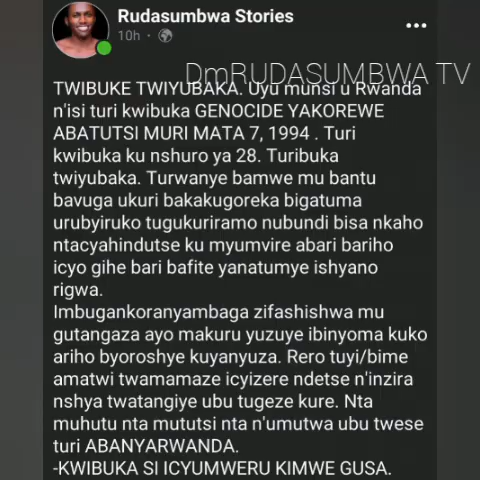 Rudasumbwa Stories
10h ·
DmRUDASUMBWA TV
TWIBUKE TWIYUBAKA. Uyu munsi u Rwanda
n'isi turi kwibuka GENOCIDE YAKOREWE
ABATUTSI MURI MATA 7, 1994 . Turi
kwibuka ku nshuro ya 28. Turibuka
twiyubaka. Turwanye bamwe mu bantu
bavuga ukuri bakakugoreka bigatuma
urubyiruko tugukuriramo nubundi bisa nkaho
ntacyahindutse ku myumvire abari bariho
icyo gihe bari bafite yanatumye ishyano
rigwa.
Imbugankoranyambaga zifashishwa mu
gutangaza ayo makuru yuzuye ibinyoma kuko
ariho byoroshye kuyanyuza. Rero tuyi/bime
amatwi twamamaze icyizere ndetse n'inzira
nshya twatangiye ubu tugeze kure. Nta
muhutu nta mututsi nta n'umutwa ubu twese
turi ABANYARWANDA.
-KWIBUKA SI ICYUMWERU KIMWE GUSA.